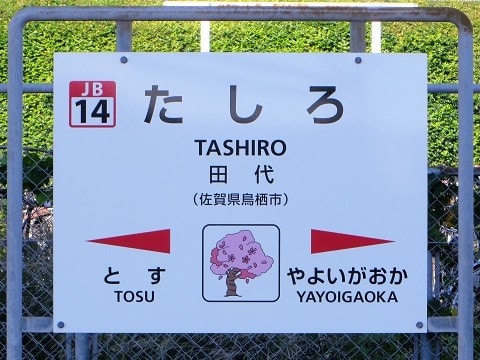 JB
14
たしろ
TASHIRO
田代
(佐賀県鳥栖市)
とす
TOSU
やよいがおか
YAYOIGAOKA